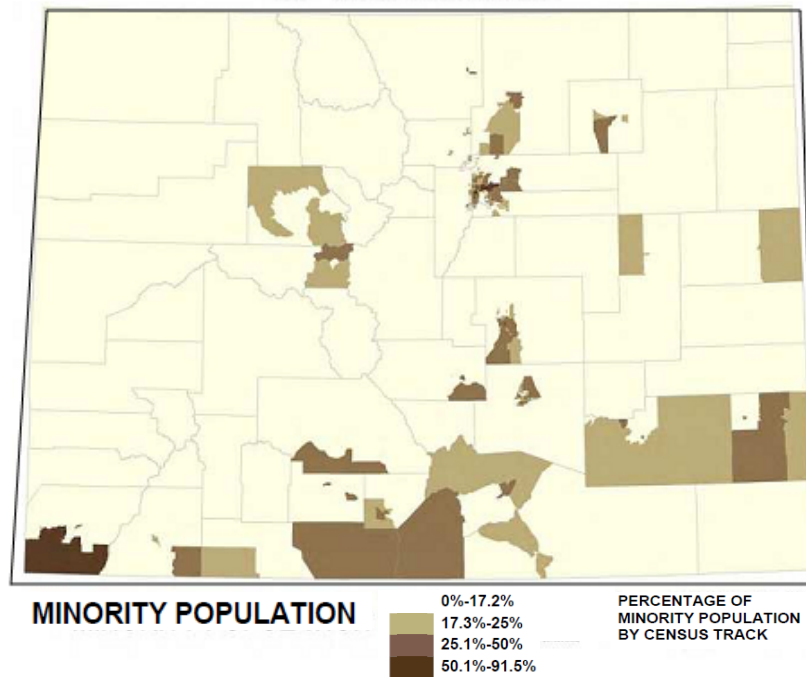 MINORITY POPULATION
0%-17.2%
17.3%-25%
25.1%-50%
50.1%-91.5%
PERCENTAGE OF
MINORITY POPULATION
BY CENSUS TRACK